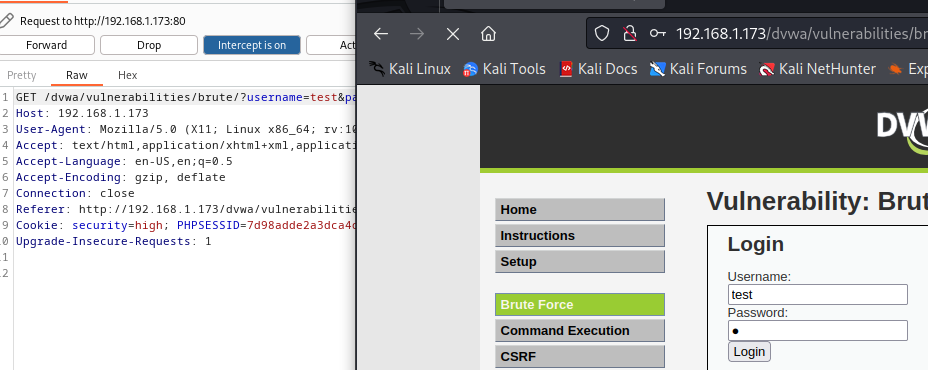 Request to http://192.168.1.173:80
Forward Drop Intercept is on Act
Pretty Raw Hex
1 GET /dvwa/vulnerabilities/brute/?username=test&pa
2 Host: 192.168.1.173
3 User-Agent: Mozilla/5.0 (X11; Linux x86_64; rv:10
4 Accept: text/html,application/xhtml+xml,applicat
5 Accept-Language: en-US,en;q=0.5
6 Accept-Encoding: gzip, deflate
7 Connection: close
8 Referer: http://192.168.1.173/dvwa/vulnerabilitie
9 Cookie: security=high; PHPSESSID=7d98adde2a3dca4d
10 Upgrade-Insecure-Requests: 1
11
12
192.168.1.173/dvwa/vulnerabilities/br
Kali Linux Kali Tools Kali Docs Kali Forums Kali NetHunter Exp
DVW
Home
Instructions
Setup
Brute Force
Command Execution
CSRF
Vulnerability: Brut
Login
Username:
test
Password:
●
Login